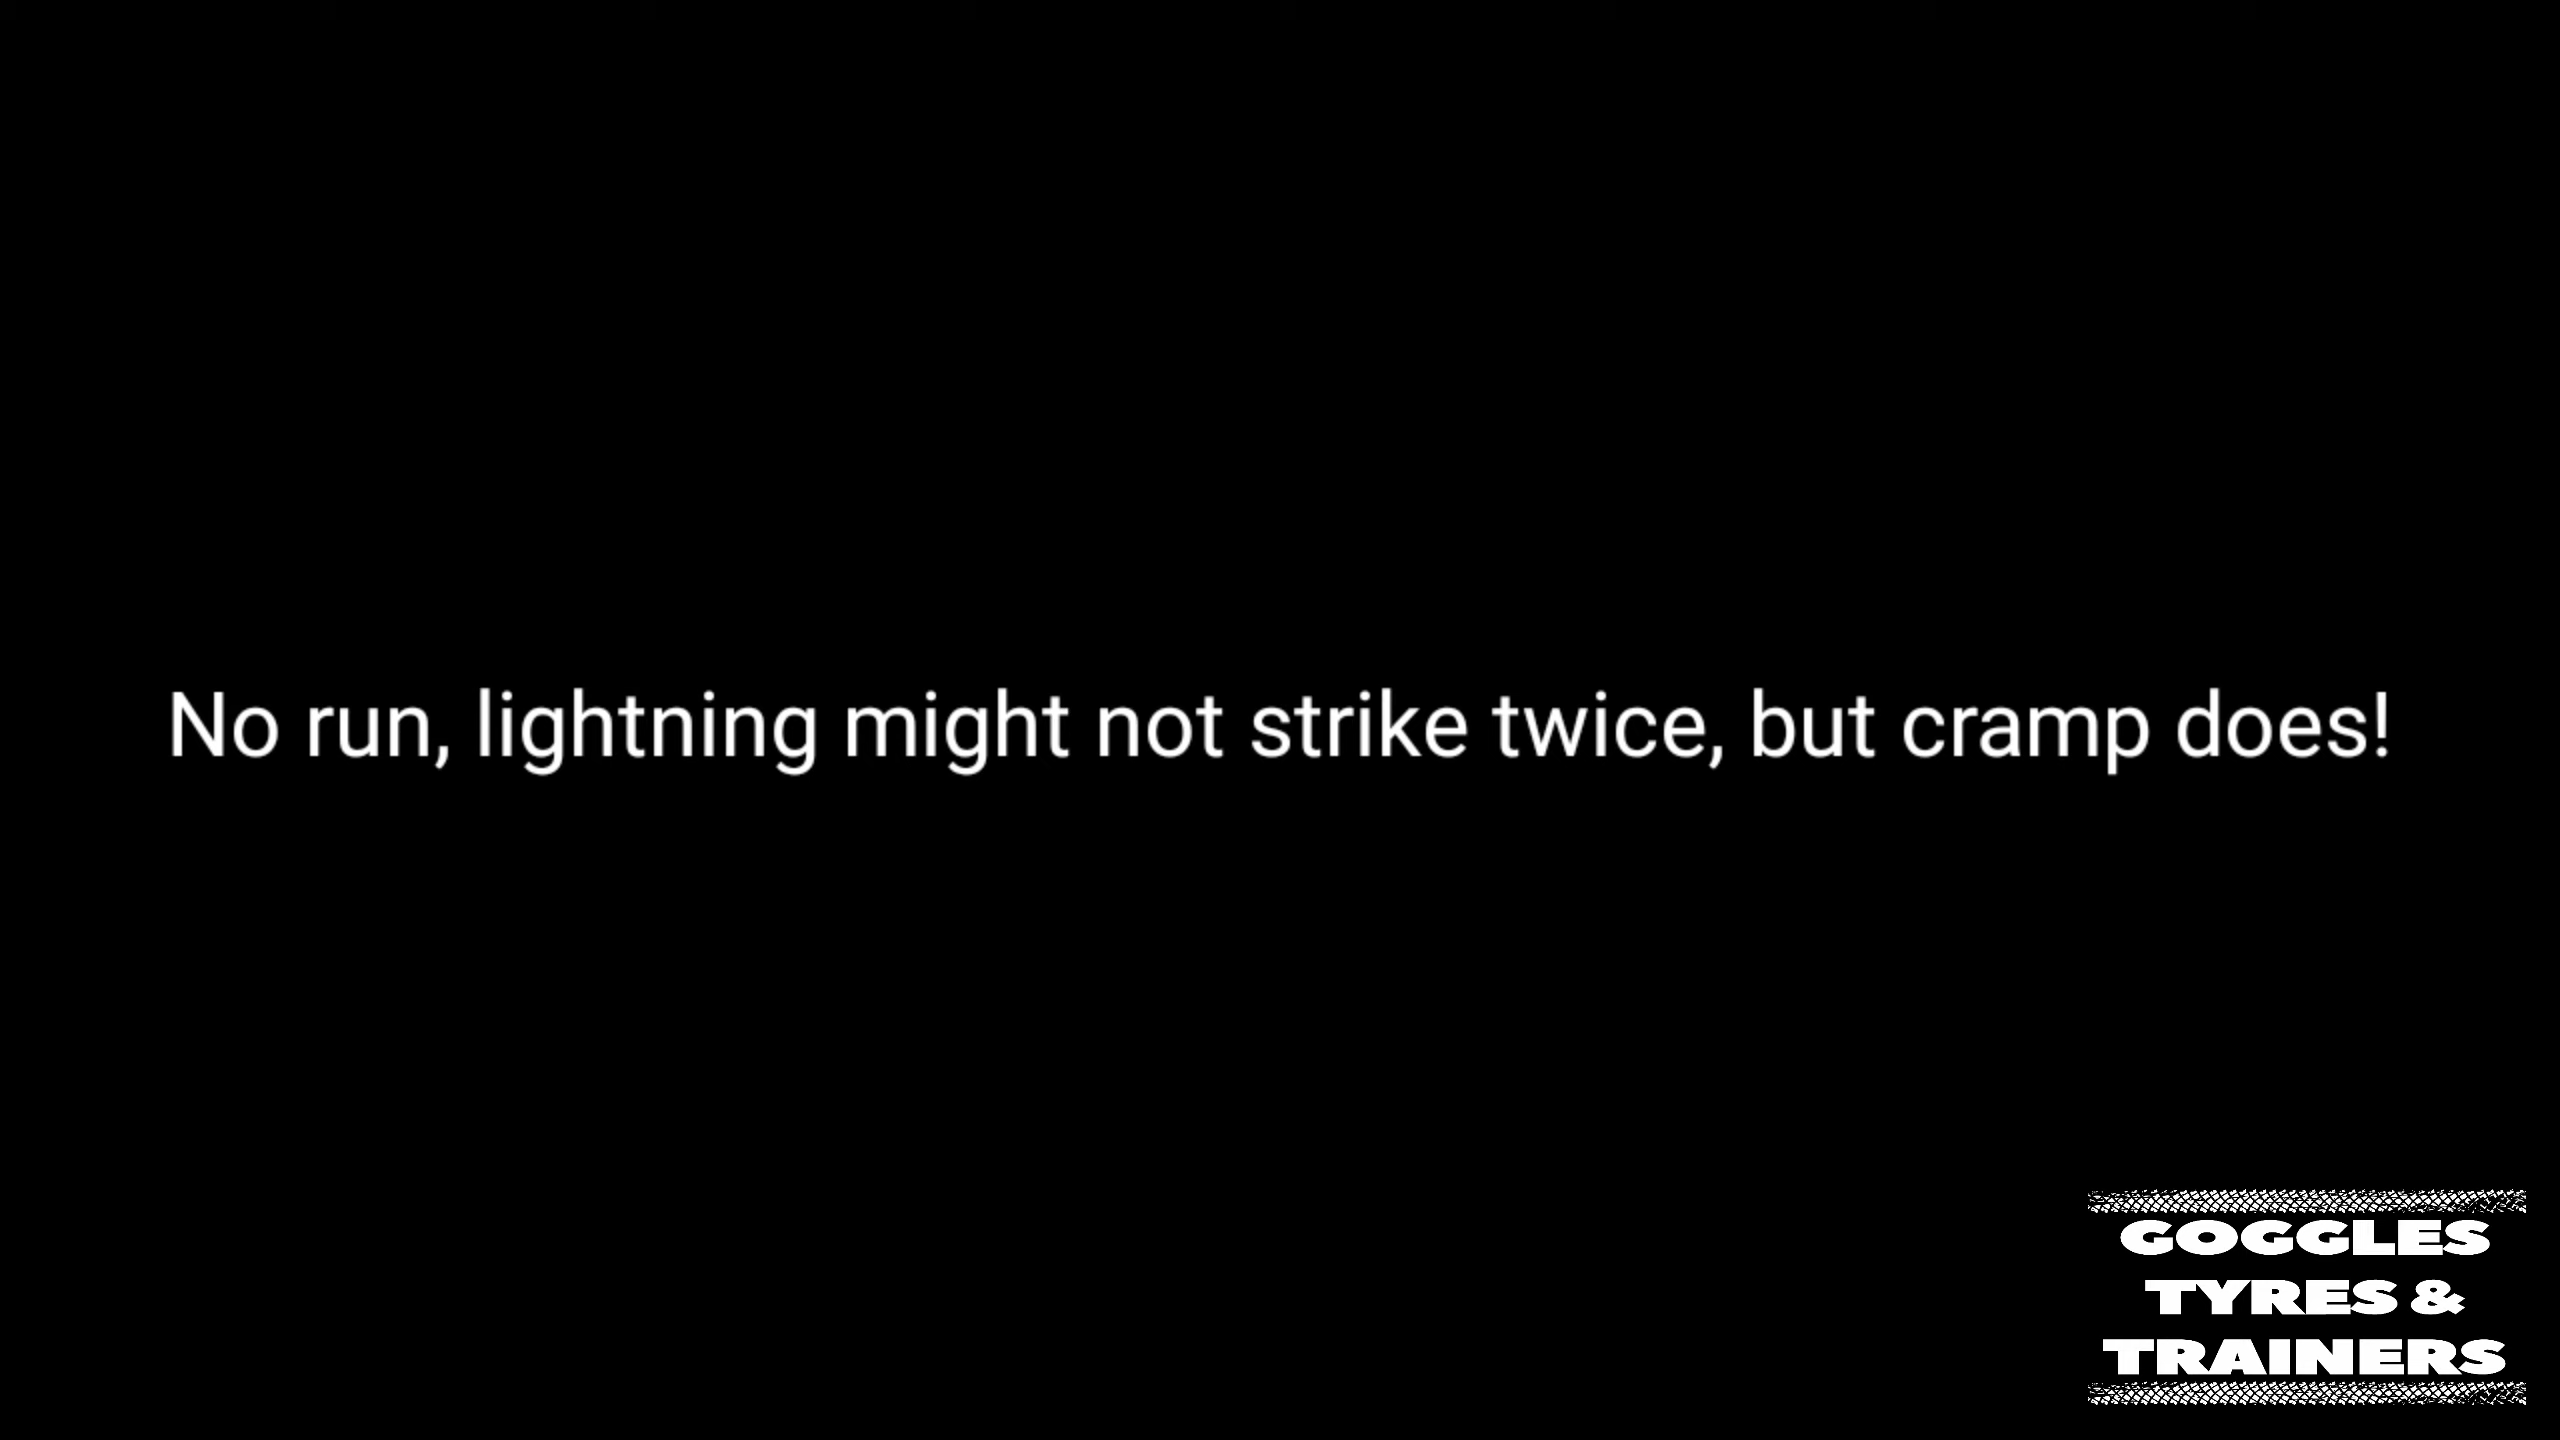 No run, lightning might not strike twice, but cramp does!
GOGGLES
TYRES &
TRAINERS